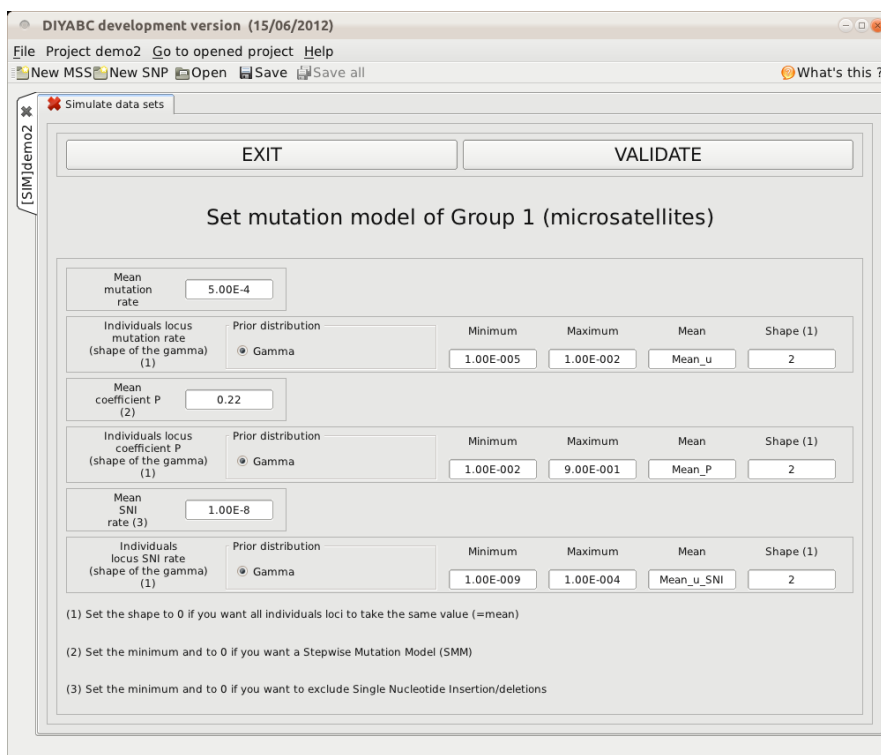 DIYABC development version (15/06/2012)
File Project demo2 Go to opened project Help
New MSS New SNP Open Save Save all What's this ?
[SIM]demo2
Simulate data sets
EXIT VALIDATE
Set mutation model of Group 1 (microsatellites)
Mean
mutation
rate
5.00E-4
Individuals locus
mutation rate
(shape of the gamma)
(1)
Prior distribution
Gamma
Minimum Maximum Mean Shape (1)
1.00E-005 1.00E-002 Mean_u 2
Mean
coefficient P
(2)
0.22
Individuals locus
coefficient P
(shape of the gamma)
(1)
Prior distribution
Gamma
Minimum Maximum Mean Shape (1)
1.00E-002 9.00E-001 Mean_P 2
Mean
SNI
rate (3)
1.00E-8
Individuals
locus SNI rate
(shape of the gamma)
(1)
Prior distribution
Gamma
Minimum Maximum Mean Shape (1)
1.00E-009 1.00E-004 Mean_u_SNI 2
(1) Set the shape to 0 if you want all individuals loci to take the same value (=mean)
(2) Set the minimum and to 0 if you want a Stepwise Mutation Model (SMM)
(3) Set the minimum and to 0 if you want to exclude Single Nucleotide Insertion/deletions